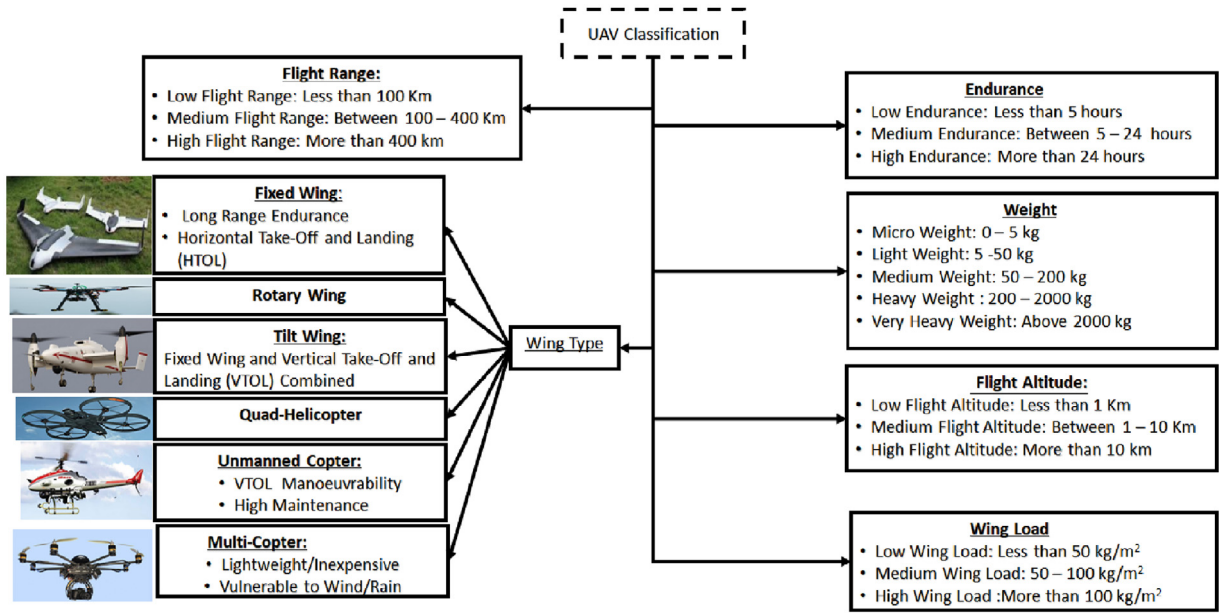 UAV Classification
Flight Range:
• Low Flight Range: Less than 100 Km
• Medium Flight Range: Between 100 – 400 Km
• High Flight Range: More than 400 km
Fixed Wing:
• Long Range Endurance
• Horizontal Take-Off and Landing
(HTOL)
Rotary Wing
Tilt Wing:
Fixed Wing and Vertical Take-Off and
Landing (VTOL) Combined
Quad-Helicopter
Unmanned Copter:
• VTOL Manoeuvrability
• High Maintenance
Multi-Copter:
• Lightweight/Inexpensive
• Vulnerable to Wind/Rain
Wing Type
Endurance
• Low Endurance: Less than 5 hours
• Medium Endurance: Between 5 – 24 hours
• High Endurance: More than 24 hours
Weight
• Micro Weight: 0 – 5 kg
• Light Weight: 5 -50 kg
• Medium Weight: 50 – 200 kg
• Heavy Weight : 200 – 2000 kg
• Very Heavy Weight: Above 2000 kg
Flight Altitude:
• Low Flight Altitude: Less than 1 Km
• Medium Flight Altitude: Between 1 – 10 Km
• High Flight Altitude: More than 10 km
Wing Load
• Low Wing Load: Less than 50 kg/m²
• Medium Wing Load: 50 – 100 kg/m²
• High Wing Load :More than 100 kg/m²